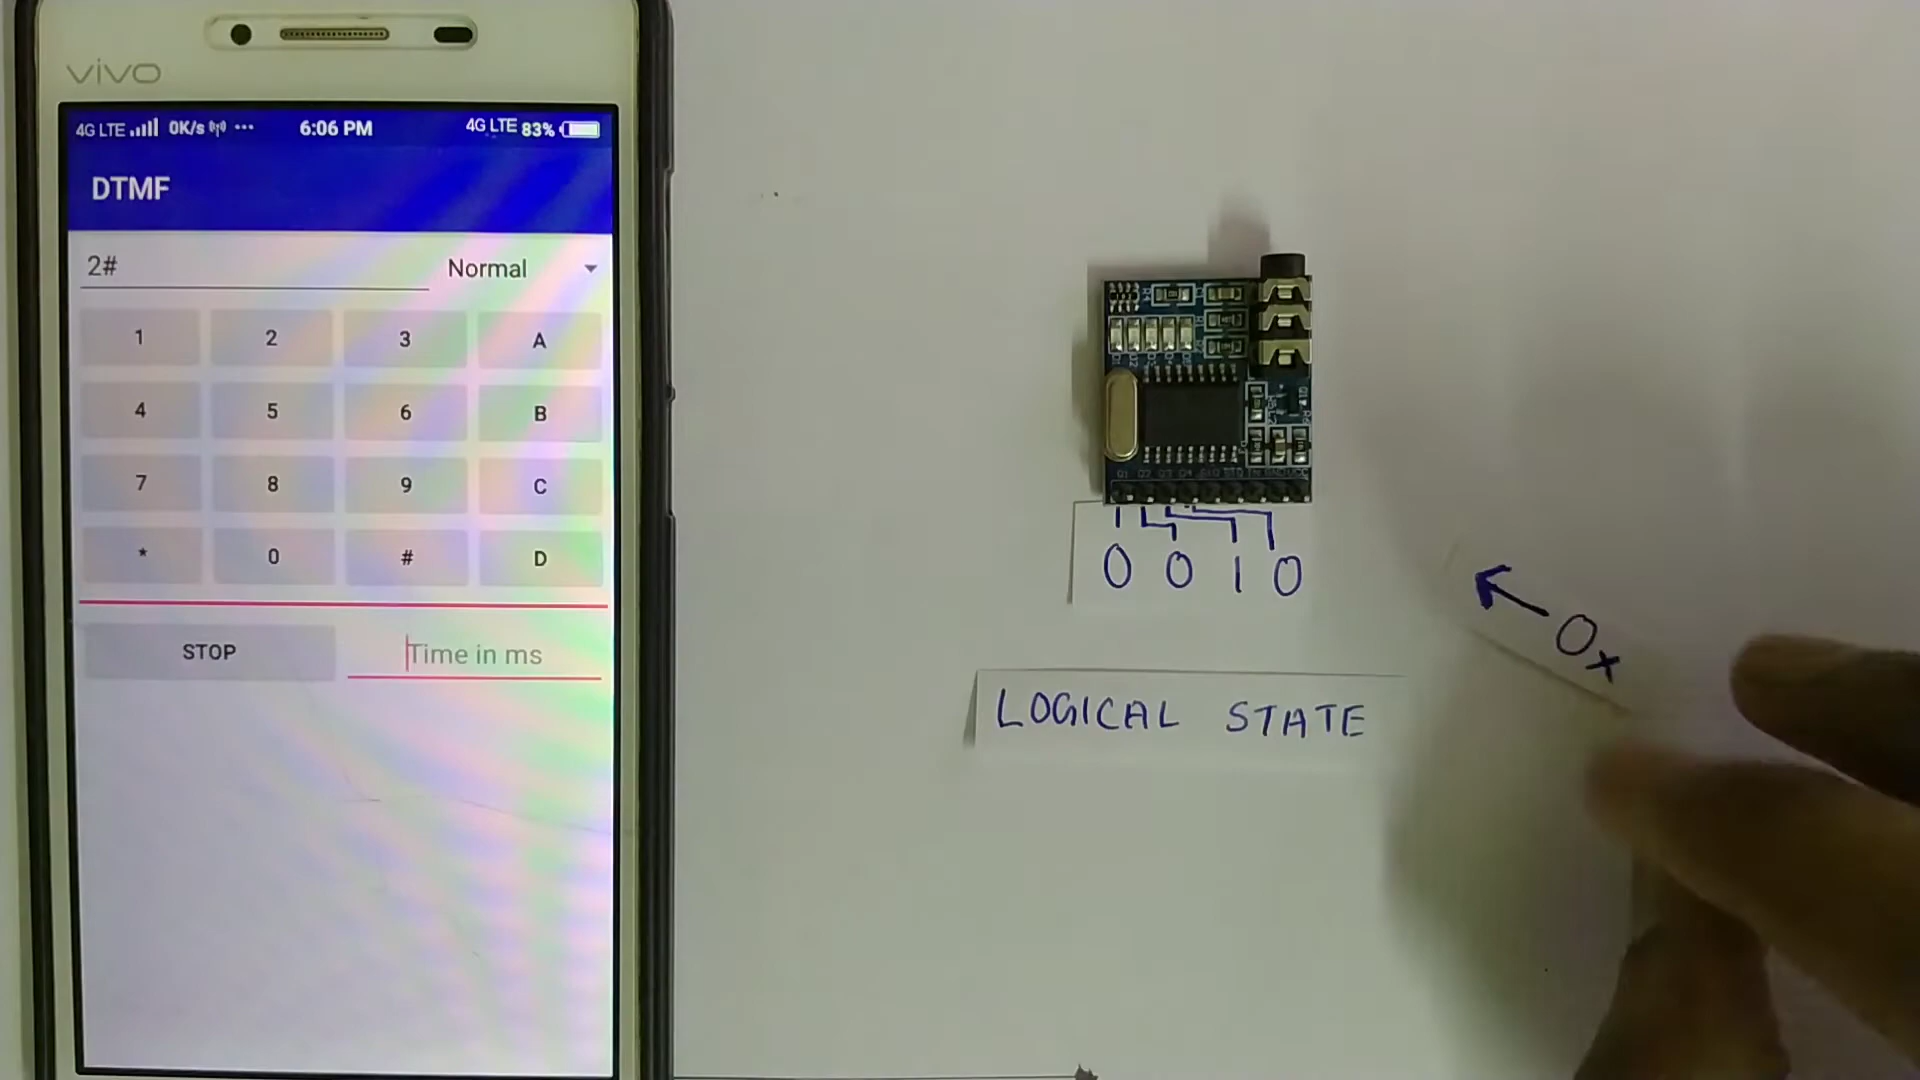 vivo
4G LTE 0K/s ... 6:06 PM 4G LTE 83%
DTMF
2# Normal
1 2 3 A
4 5 6 B
7 8 9 C
* 0 # D
STOP Time in ms
0 0 1 0
0x
LOGICAL STATE